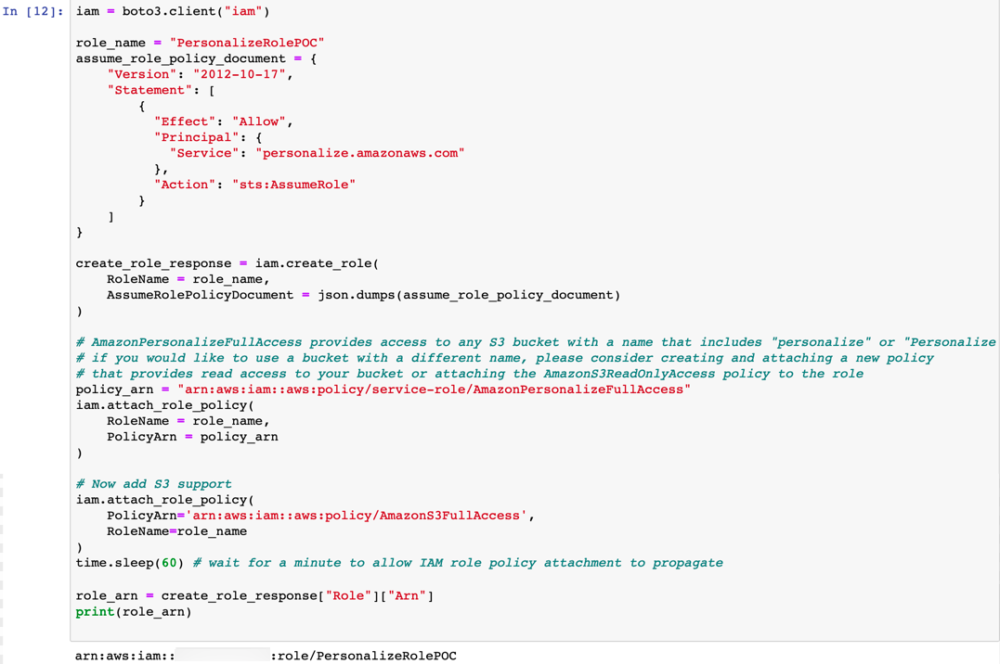 In [12]: iam = boto3.client("iam")
role_name = "PersonalizeRolePOC"
assume_role_policy_document = {
    "Version": "2012-10-17",
    "Statement": [
        {
          "Effect": "Allow",
          "Principal": {
            "Service": "personalize.amazonaws.com"
          },
          "Action": "sts:AssumeRole"
        }
    ]
}
create_role_response = iam.create_role(
    RoleName = role_name,
    AssumeRolePolicyDocument = json.dumps(assume_role_policy_document)
)
# AmazonPersonalizeFullAccess provides access to any S3 bucket with a name that includes "personalize" or "Personalize
# if you would like to use a bucket with a different name, please consider creating and attaching a new policy
# that provides read access to your bucket or attaching the AmazonS3ReadOnlyAccess policy to the role
policy_arn = "arn:aws:iam::aws:policy/service-role/AmazonPersonalizeFullAccess"
iam.attach_role_policy(
    RoleName = role_name,
    PolicyArn = policy_arn
)
# Now add S3 support
iam.attach_role_policy(
    PolicyArn='arn:aws:iam::aws:policy/AmazonS3FullAccess',
    RoleName=role_name
)
time.sleep(60) # wait for a minute to allow IAM role policy attachment to propagate
role_arn = create_role_response["Role"]["Arn"]
print(role_arn)
arn:aws:iam:: :role/PersonalizeRolePOC